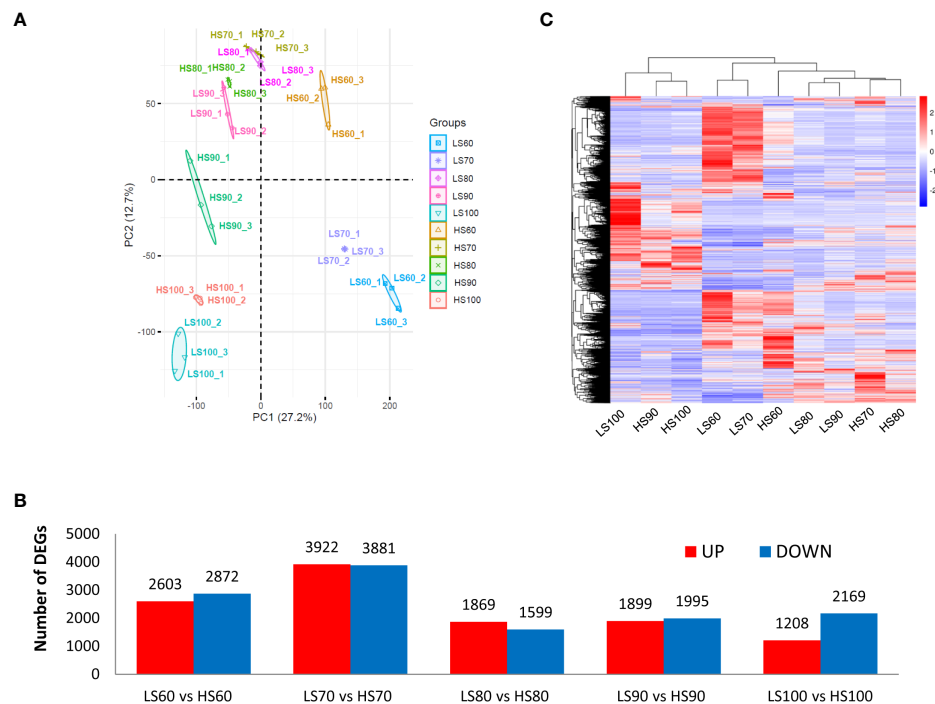 A
HS70_1
HS70_2
HS70_3
LS80_1
LS80_3
LS80_2
HS80_1
HS80_2
HS80_3
LS90_3
LS90_1
LS90_2
HS60_3
HS60_2
HS60_1
HS90_1
HS90_2
HS90_3
LS70_1
LS70_3
LS70_2
LS60_1
LS60_2
LS60_3
HS100_3
HS100_1
HS100_2
LS100_2
LS100_3
LS100_1
50
0
-50
-100
PC2 (12.7%)
-100
0
100
200
PC1 (27.2%)
Groups
LS60
LS70
LS80
LS90
LS100
HS60
HS70
HS80
HS90
HS100
C
2
1
0
-1
-2
LS100
HS90
HS100
LS60
LS70
HS60
LS80
LS90
HS70
HS80
B
Number of DEGs
5000
4000
3000
2000
1000
0
UP
DOWN
2603
2872
3922
3881
1869
1599
1899
1995
1208
2169
LS60 vs HS60
LS70 vs HS70
LS80 vs HS80
LS90 vs HS90
LS100 vs HS100